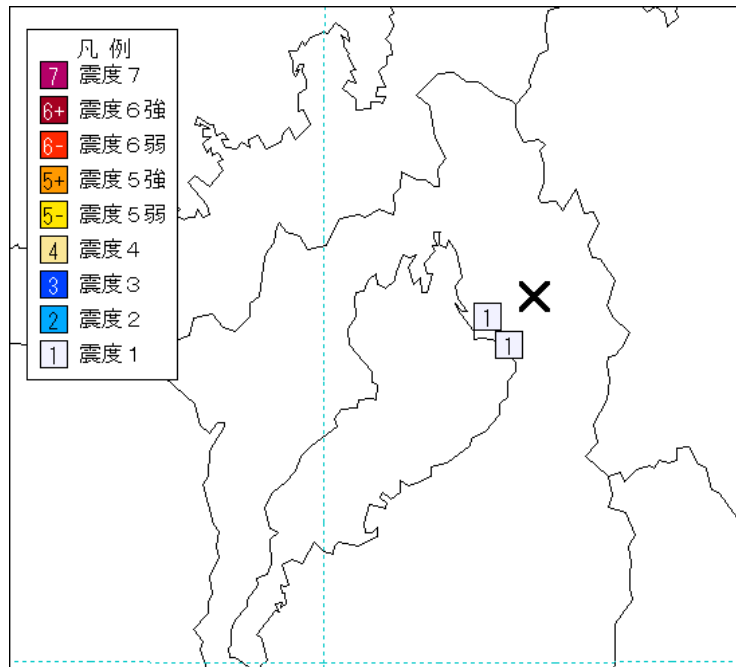 凡例
7 震度７
6+ 震度６強
6- 震度６弱
5+ 震度５強
5- 震度５弱
4 震度４
3 震度３
2 震度２
1 震度１
1
1